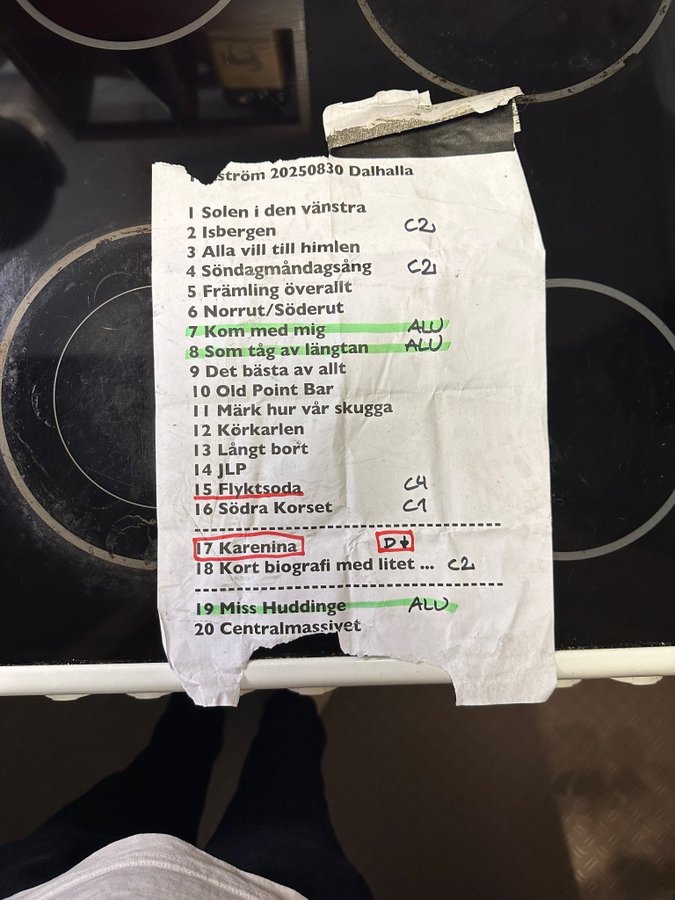 ström 20250830 Dalhalla
1 Solen i den vänstra
2 Isbergen C2
3 Alla vill till himlen
4 Söndagmåndagsång C2
5 Främling överallt
6 Norrut/Söderut
7 Kom med mig ALU
8 Som tåg av längtan ALU
9 Det bästa av allt
10 Old Point Bar
11 Märk hur vår skugga
12 Körkarlen
13 Långt bort
14 JLP
15 Flyktsoda C4
16 Södra Korset C1
17 Karenina D↓
18 Kort biografi med litet ... C2
19 Miss Huddinge ALU
20 Centralmassivet